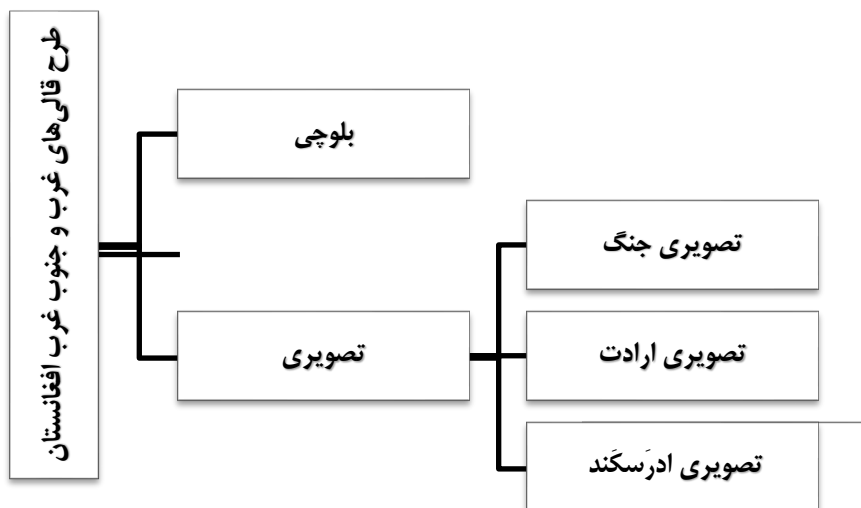 طرح قالی‌های غرب و جنوب غرب افغانستان
بلوچی
تصویری
تصویری جنگ
تصویری ارادت
تصویری ادرَسکَند